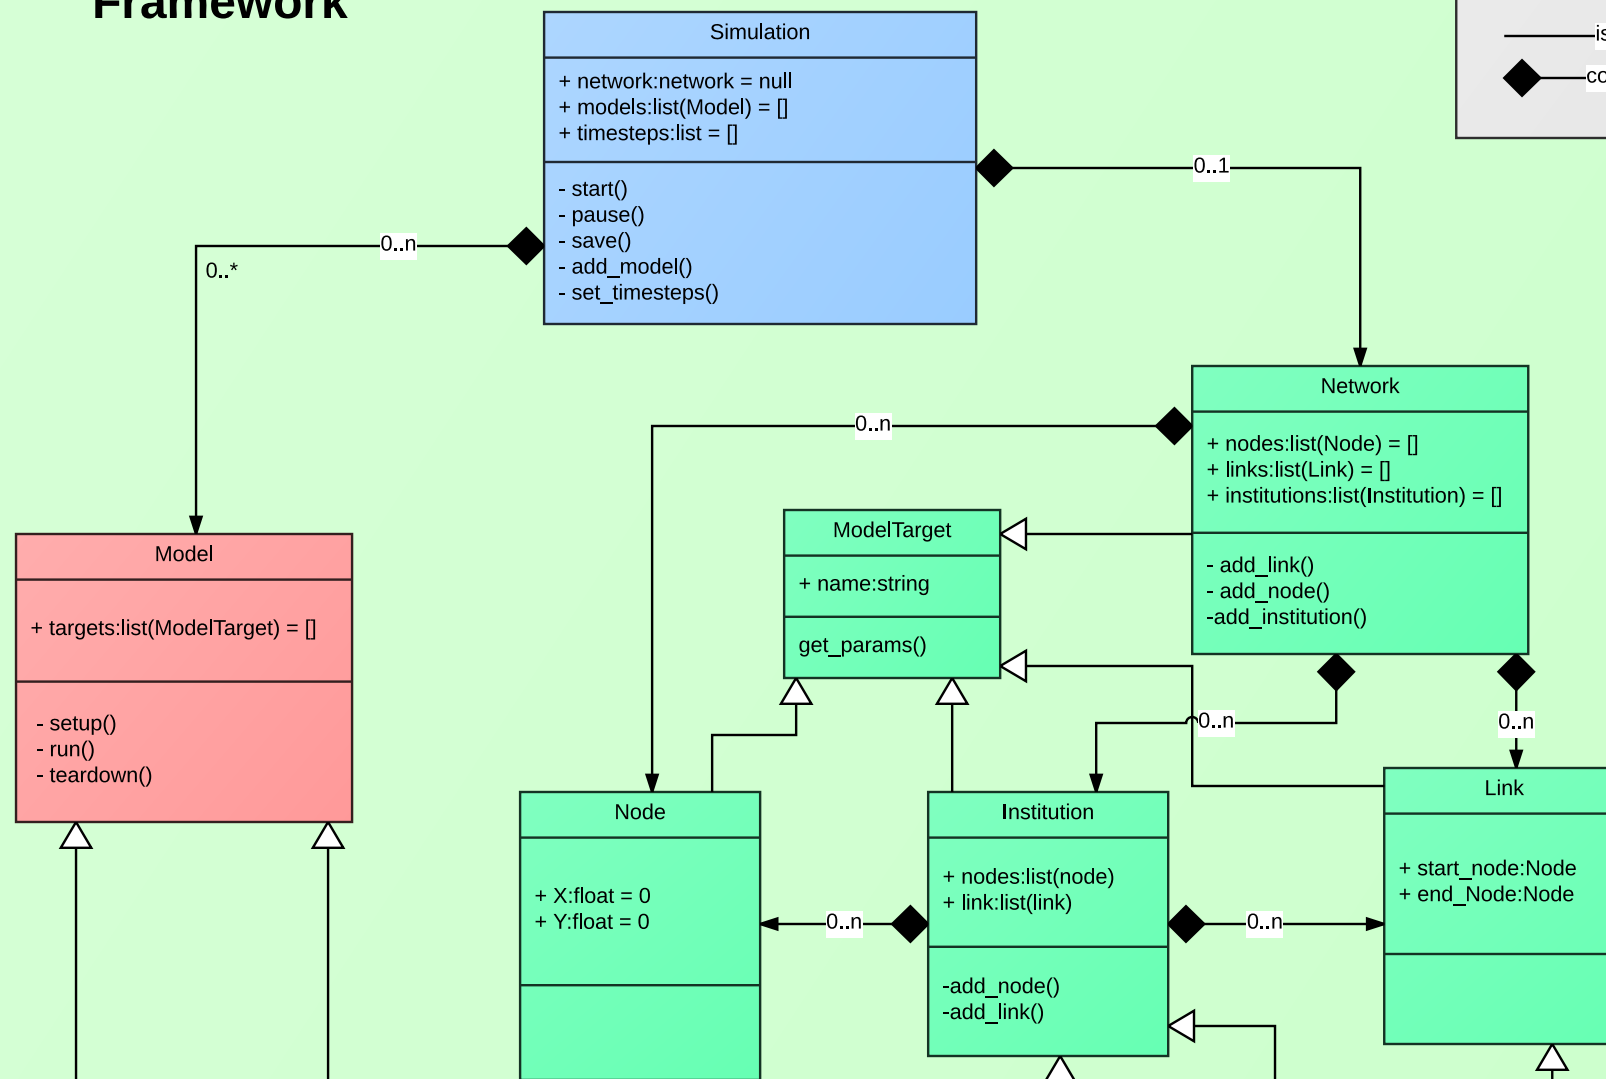 Framework
Simulation
+ network:network = null
+ models:list(Model) = []
+ timesteps:list = []
- start()
- pause()
- save()
- add_model()
- set_timesteps()
0..1
0..n
0..*
Network
+ nodes:list(Node) = []
+ links:list(Link) = []
+ institutions:list(Institution) = []
- add_link()
- add_node()
-add_institution()
0..n
ModelTarget
+ name:string
get_params()
Model
+ targets:list(ModelTarget) = []
- setup()
- run()
- teardown()
0..n
0..n
Node
+ X:float = 0
+ Y:float = 0
0..n
Institution
+ nodes:list(node)
+ link:list(link)
-add_node()
-add_link()
0..n
Link
+ start_node:Node
+ end_Node:Node